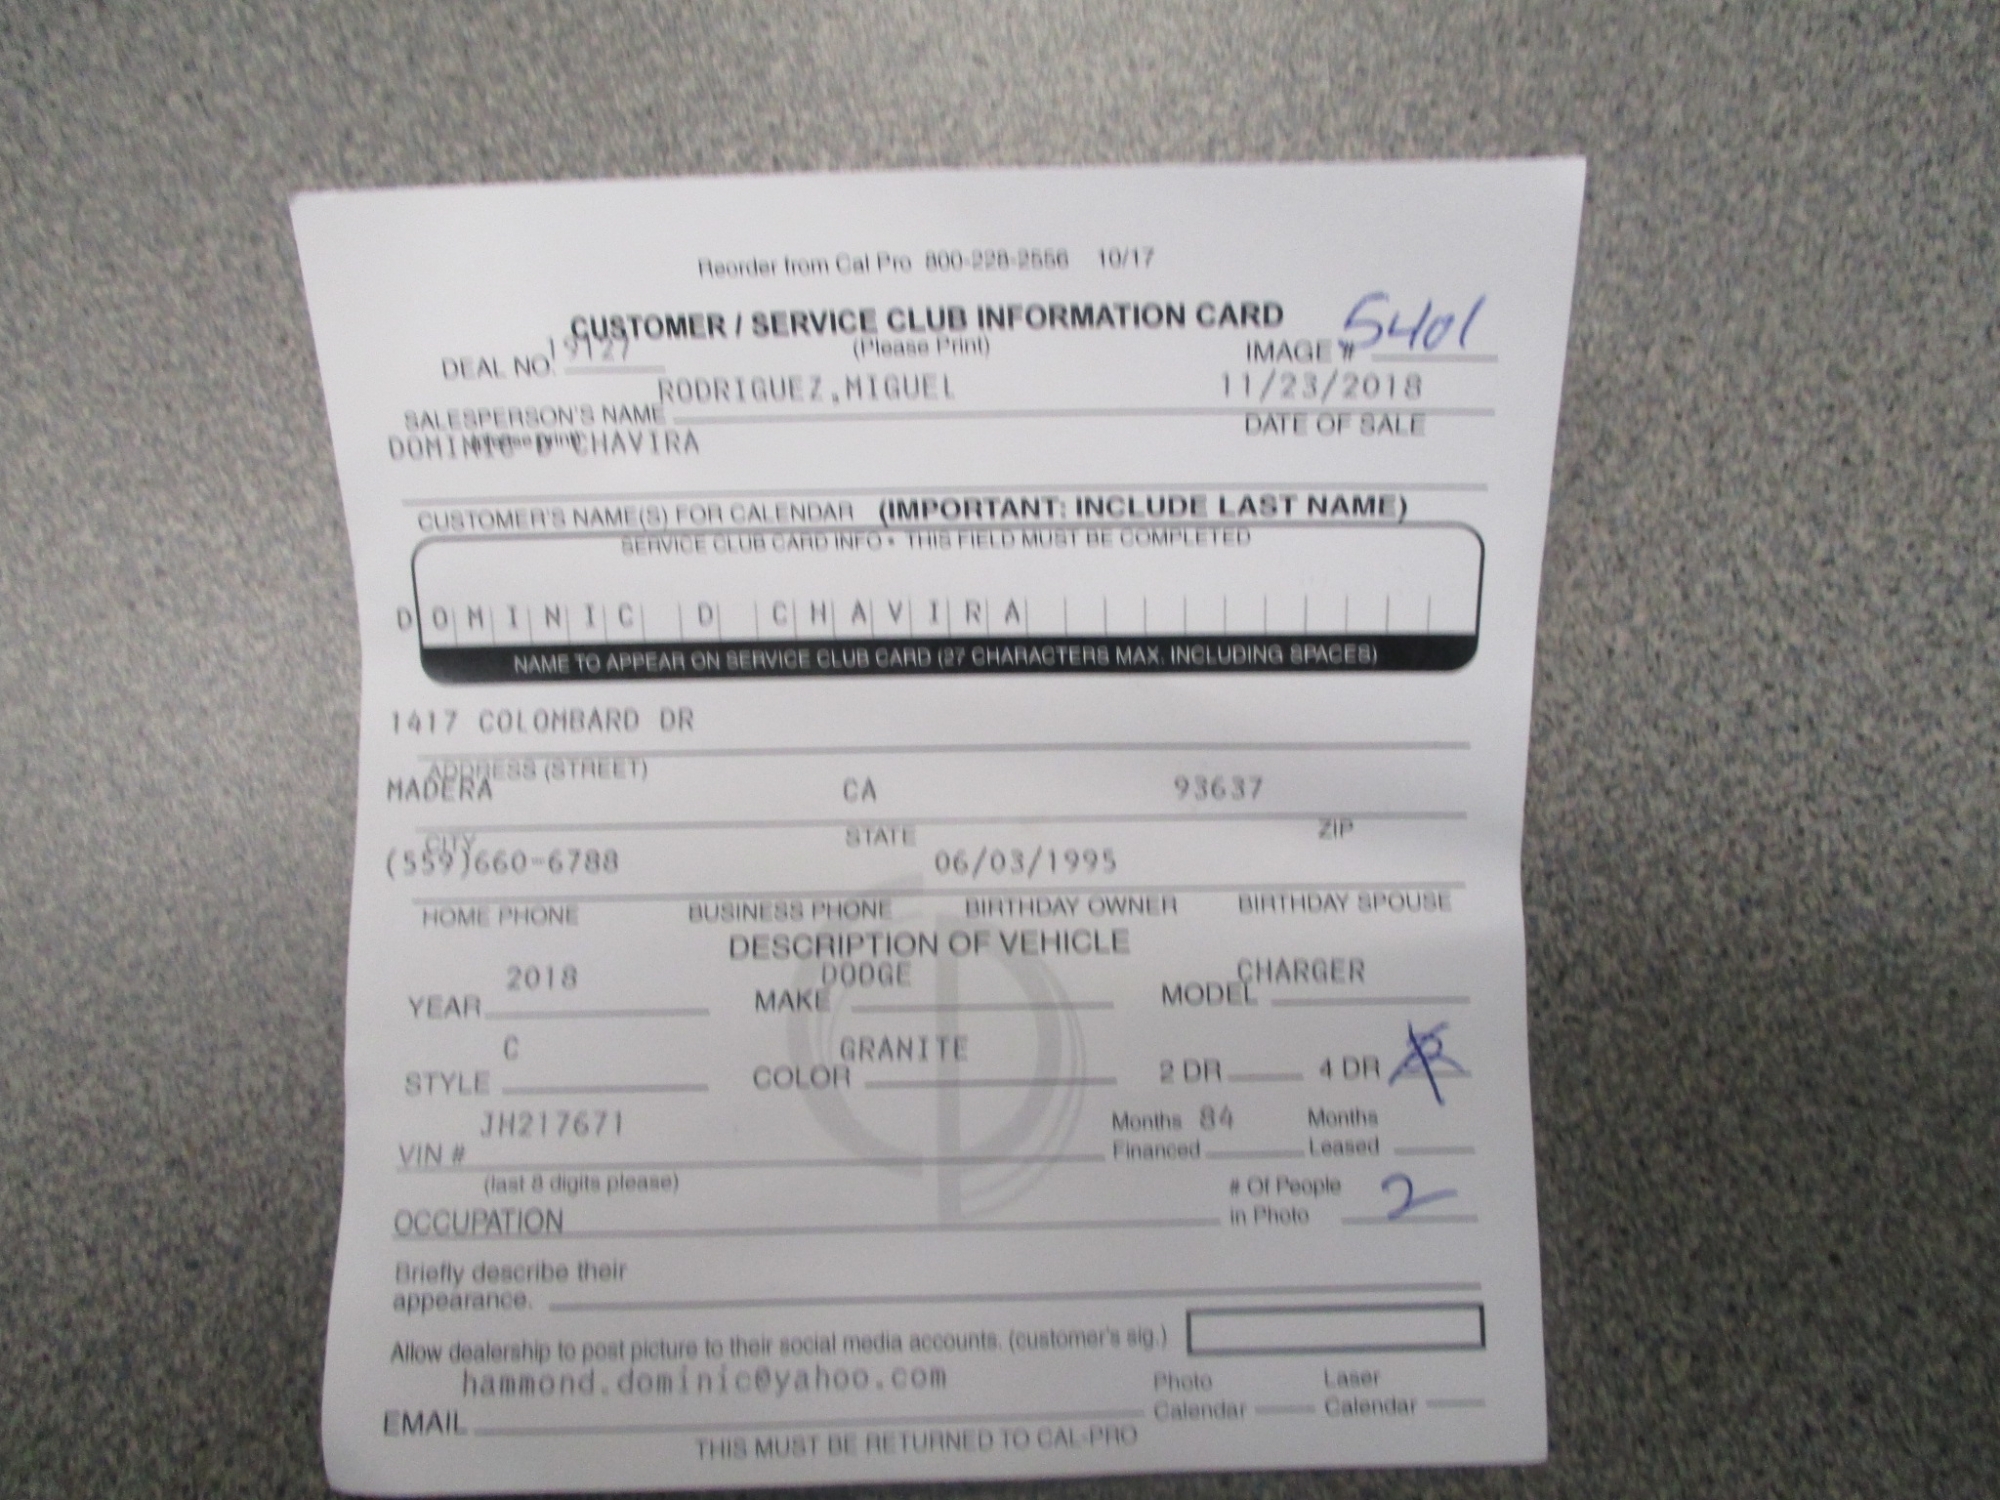 Reorder from Cal Pro 800-228-2556 10/17
CUSTOMER / SERVICE CLUB INFORMATION CARD
DEAL NO. 19127 (Please Print) IMAGE # 5401
RODRIGUEZ,MIGUEL 11/23/2018
SALESPERSON'S NAME DATE OF SALE
(please print)
DOMINIC D CHAVIRA
CUSTOMER'S NAME(S) FOR CALENDAR (IMPORTANT: INCLUDE LAST NAME)
SERVICE CLUB CARD INFO • THIS FIELD MUST BE COMPLETED
DOMINIC D CHAVIRA
NAME TO APPEAR ON SERVICE CLUB CARD (27 CHARACTERS MAX. INCLUDING SPACES)
1417 COLOMBARD DR
ADDRESS (STREET)
MADERA CA 93637
CITY STATE ZIP
(559)660-6788 06/03/1995
HOME PHONE BUSINESS PHONE BIRTHDAY OWNER BIRTHDAY SPOUSE
DESCRIPTION OF VEHICLE
YEAR 2018 MAKE DODGE MODEL CHARGER
STYLE C COLOR GRANITE 2 DR 4 DR
VIN # JH217671 Months Financed 84 Months Leased
(last 8 digits please)
OCCUPATION # Of People in Photo 2
Briefly describe their
appearance.
Allow dealership to post picture to their social media accounts. (customer's sig.)
hammond.dominic@yahoo.com
EMAIL Photo Calendar Laser Calendar
THIS MUST BE RETURNED TO CAL-PRO